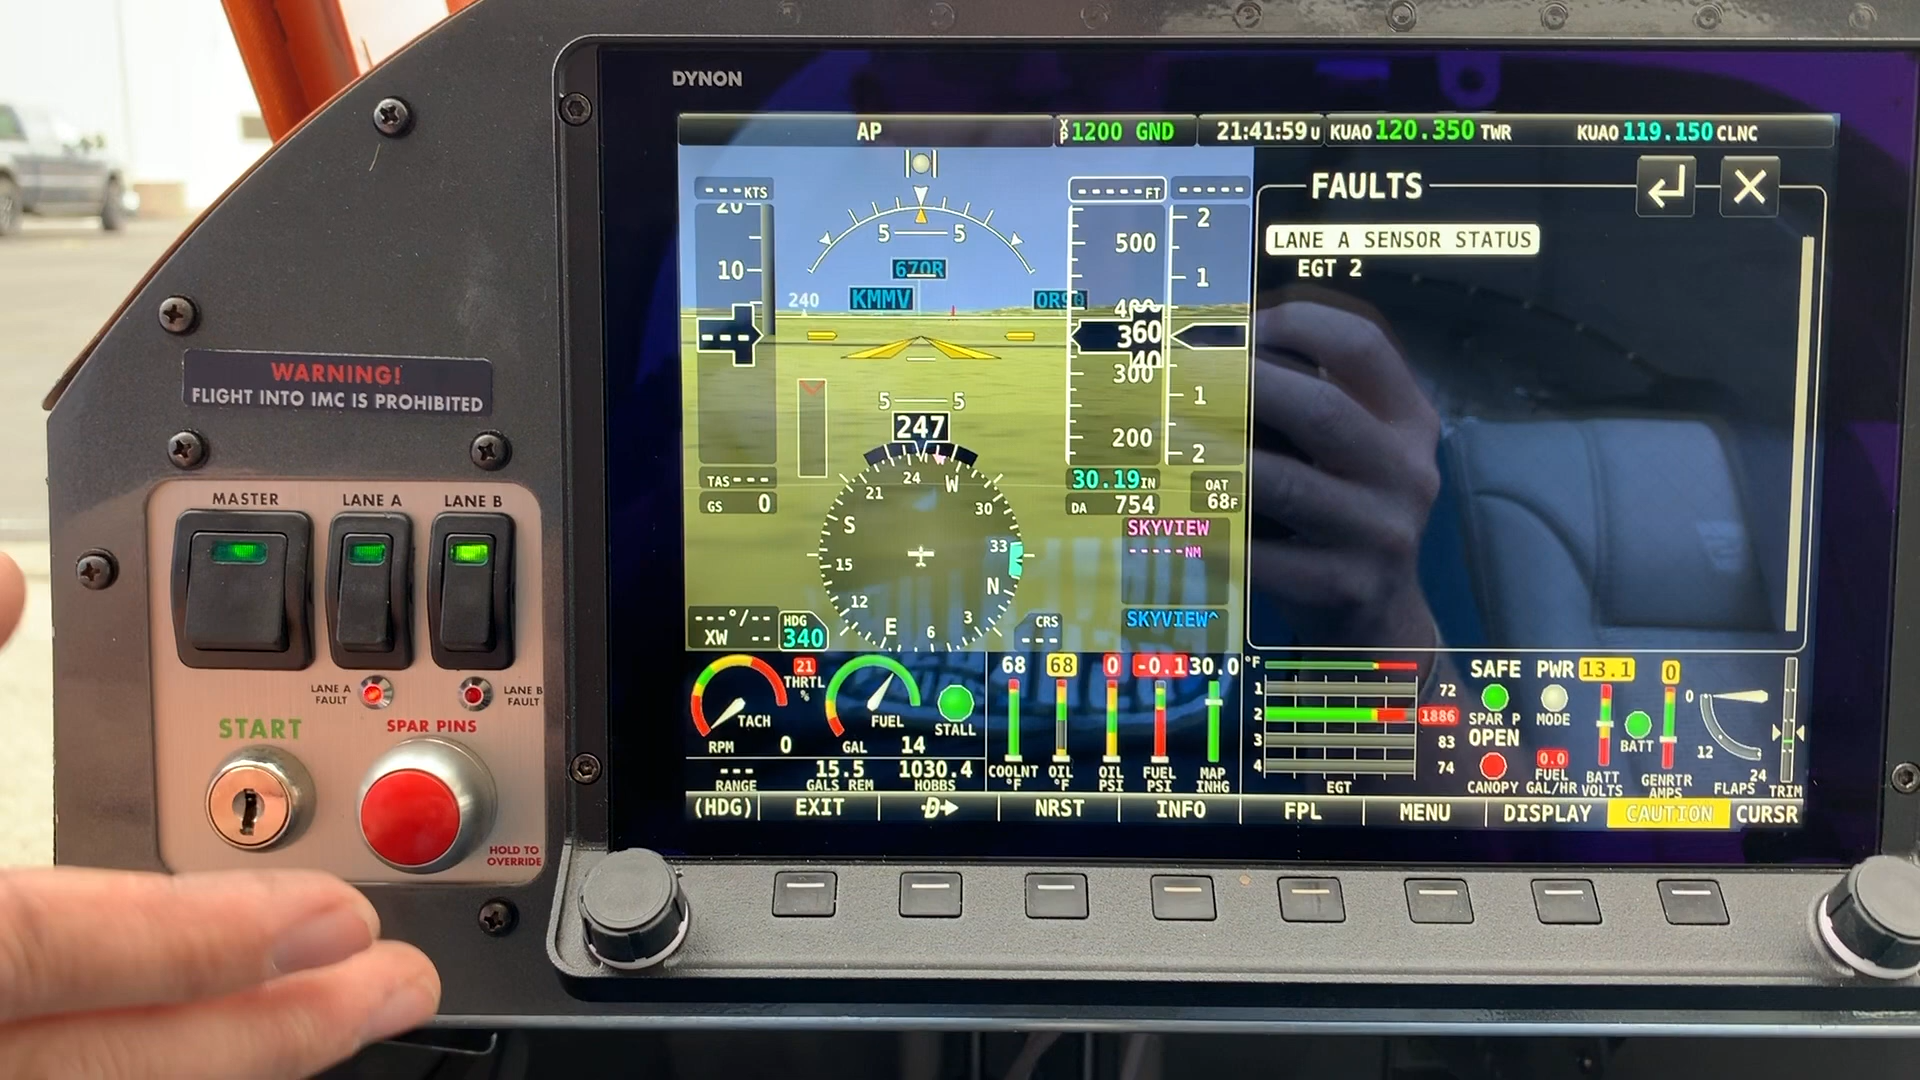 DYNON
AP
XP 1200 GND
21:41:59U
KUAO 120.350 TWR
KUAO 119.150 CLNC
---KTS
20
10
---
TAS---
GS 0
5 5
67OR
KMMV
240
5 5
247
24
W
21
30
S
33
15
N
12
3
E
6
-----FT
-----
500
400
360
40
300
200
2
1
1
2
30.19IN
DA 754
OAT
68F
SKYVIEW
-----NM
SKYVIEW^
---°/--
XW --
HDG
340
CRS
---
FAULTS
LANE A SENSOR STATUS
EGT 2
WARNING!
FLIGHT INTO IMC IS PROHIBITED
MASTER
LANE A
LANE B
LANE A
FAULT
LANE B
FAULT
START
SPAR PINS
HOLD TO
OVERRIDE
21
THRTL
%
TACH
RPM 0
FUEL
GAL 14
STALL
---
RANGE
15.5
GALS REM
1030.4
HOBBS
68
COOLNT
°F
68
OIL
°F
0
OIL
PSI
-0.1
FUEL
PSI
30.0
MAP
INHG
°F
1 72
2 1886
3 83
4 74
EGT
SAFE
SPAR P
OPEN
CANOPY
PWR
MODE
0.0
FUEL
GAL/HR
13.1
BATT
VOLTS
BATT
0
GENRTR
AMPS
0
12
24
FLAPS
TRIM
(HDG)
EXIT
D
NRST
INFO
FPL
MENU
DISPLAY
CAUTION
CURSR